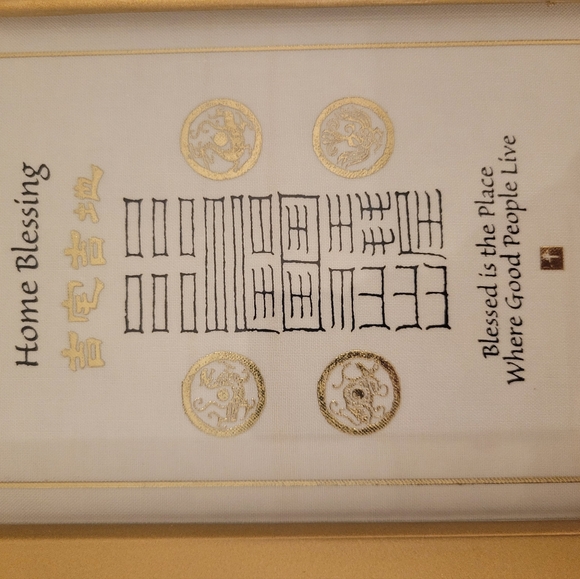 Home Blessing
吉宅吉地
Blessed is the Place
Where Good People Live